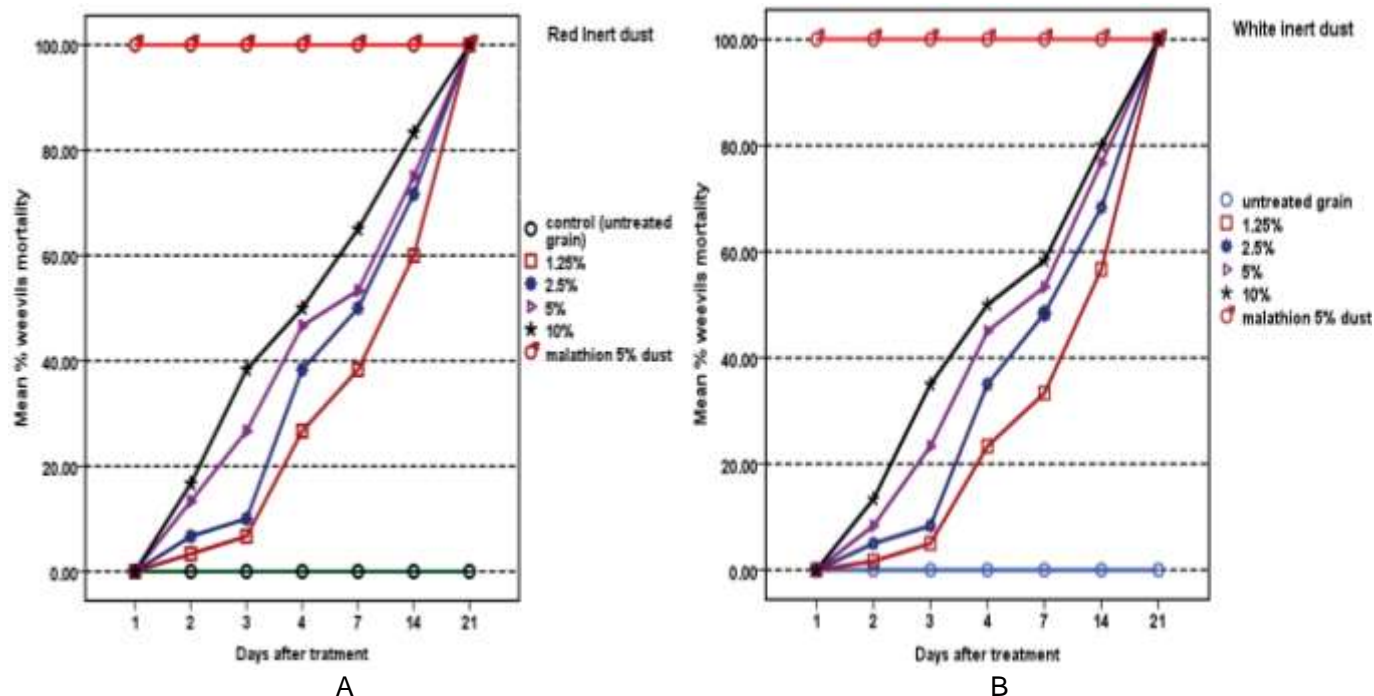 Red Inert dust
Mean % weevils mortality
100.00
80.00
60.00
40.00
20.00
0.00
1 2 3 4 7 14 21
Days after tratment
control (untreated
grain)
1.25%
2.5%
5%
10%
malathion 5% dust
A
White inert dust
Mean % weevils mortality
100.00
80.00
60.00
40.00
20.00
0.00
1 2 3 4 7 14 21
Days after treatment
untreated grain
1.25%
2.5%
5%
10%
malathion 5% dust
B